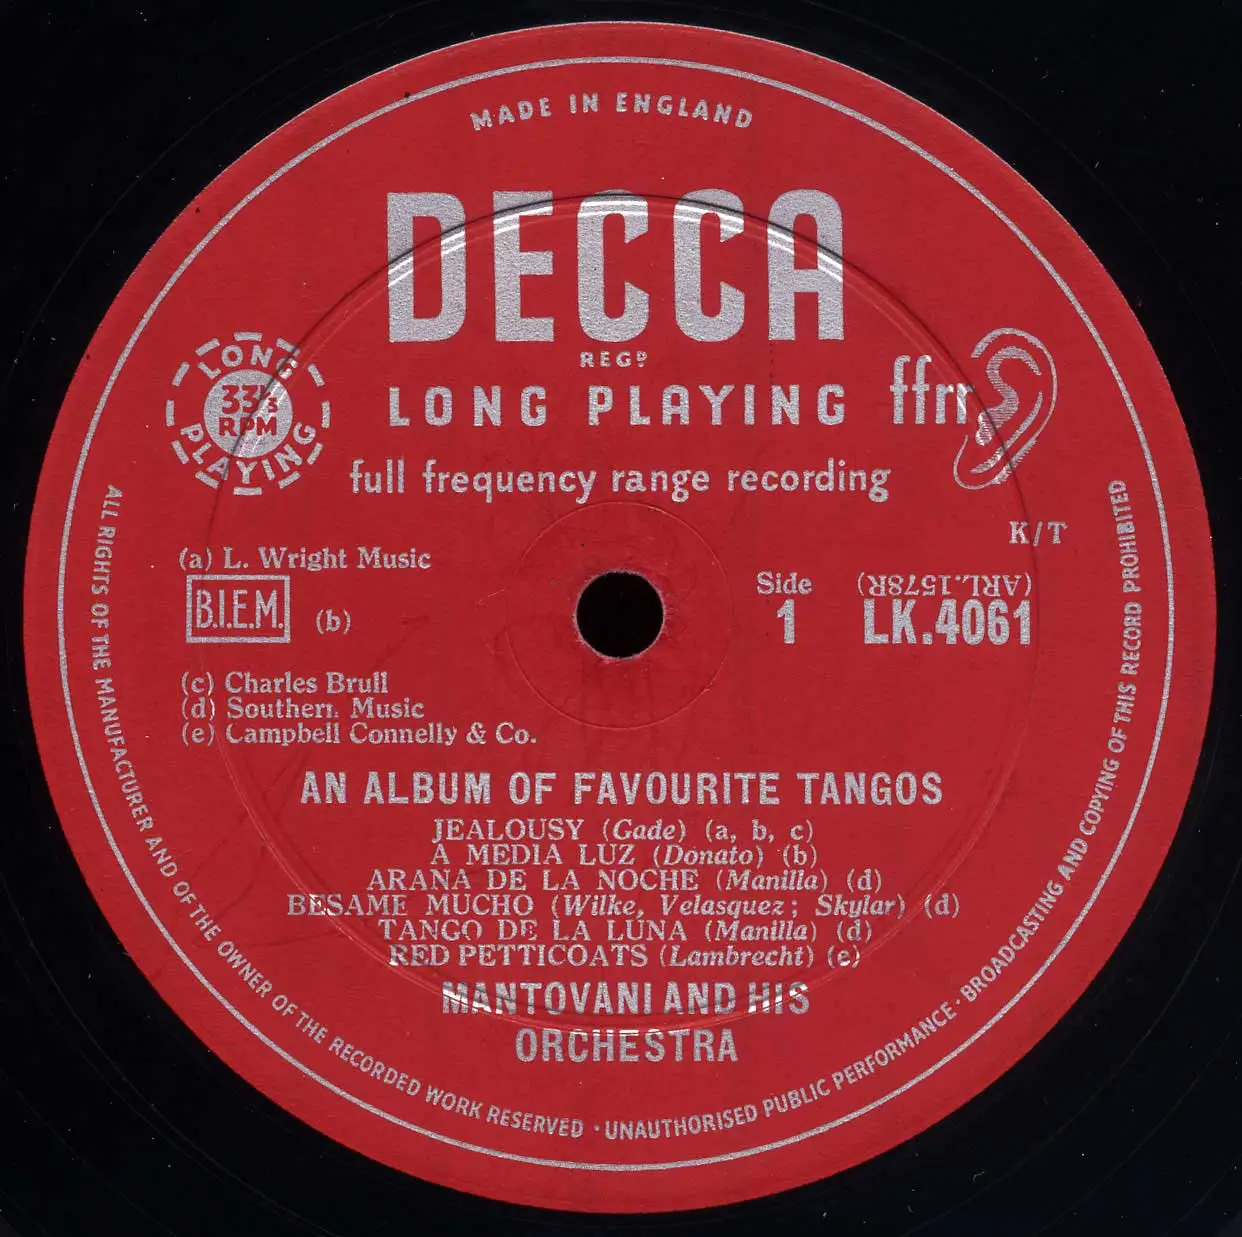 MADE IN ENGLAND
DECCA
REGD
LONG PLAYING
ffrr
LONG
33⅓
RPM
PLAYING
full frequency range recording
K/T
(a) L. Wright Music
B.I.E.M. (b)
(c) Charles Brull
(d) Southern Music
(e) Campbell Connelly & Co.
Side
1
(ARL.1578R)
LK.4061
AN ALBUM OF FAVOURITE TANGOS
JEALOUSY (Gade) (a, b, c)
A MEDIA LUZ (Donato) (b)
ARANA DE LA NOCHE (Manilla) (d)
BESAME MUCHO (Wilke, Velasquez; Skylar) (d)
TANGO DE LA LUNA (Manilla) (d)
RED PETTICOATS (Lambrecht) (e)
MANTOVANI AND HIS
ORCHESTRA
ALL RIGHTS OF THE MANUFACTURER AND OF THE OWNER OF THE RECORDED WORK RESERVED · UNAUTHORISED PUBLIC PERFORMANCE · BROADCASTING AND COPYING OF THIS RECORD PROHIBITED